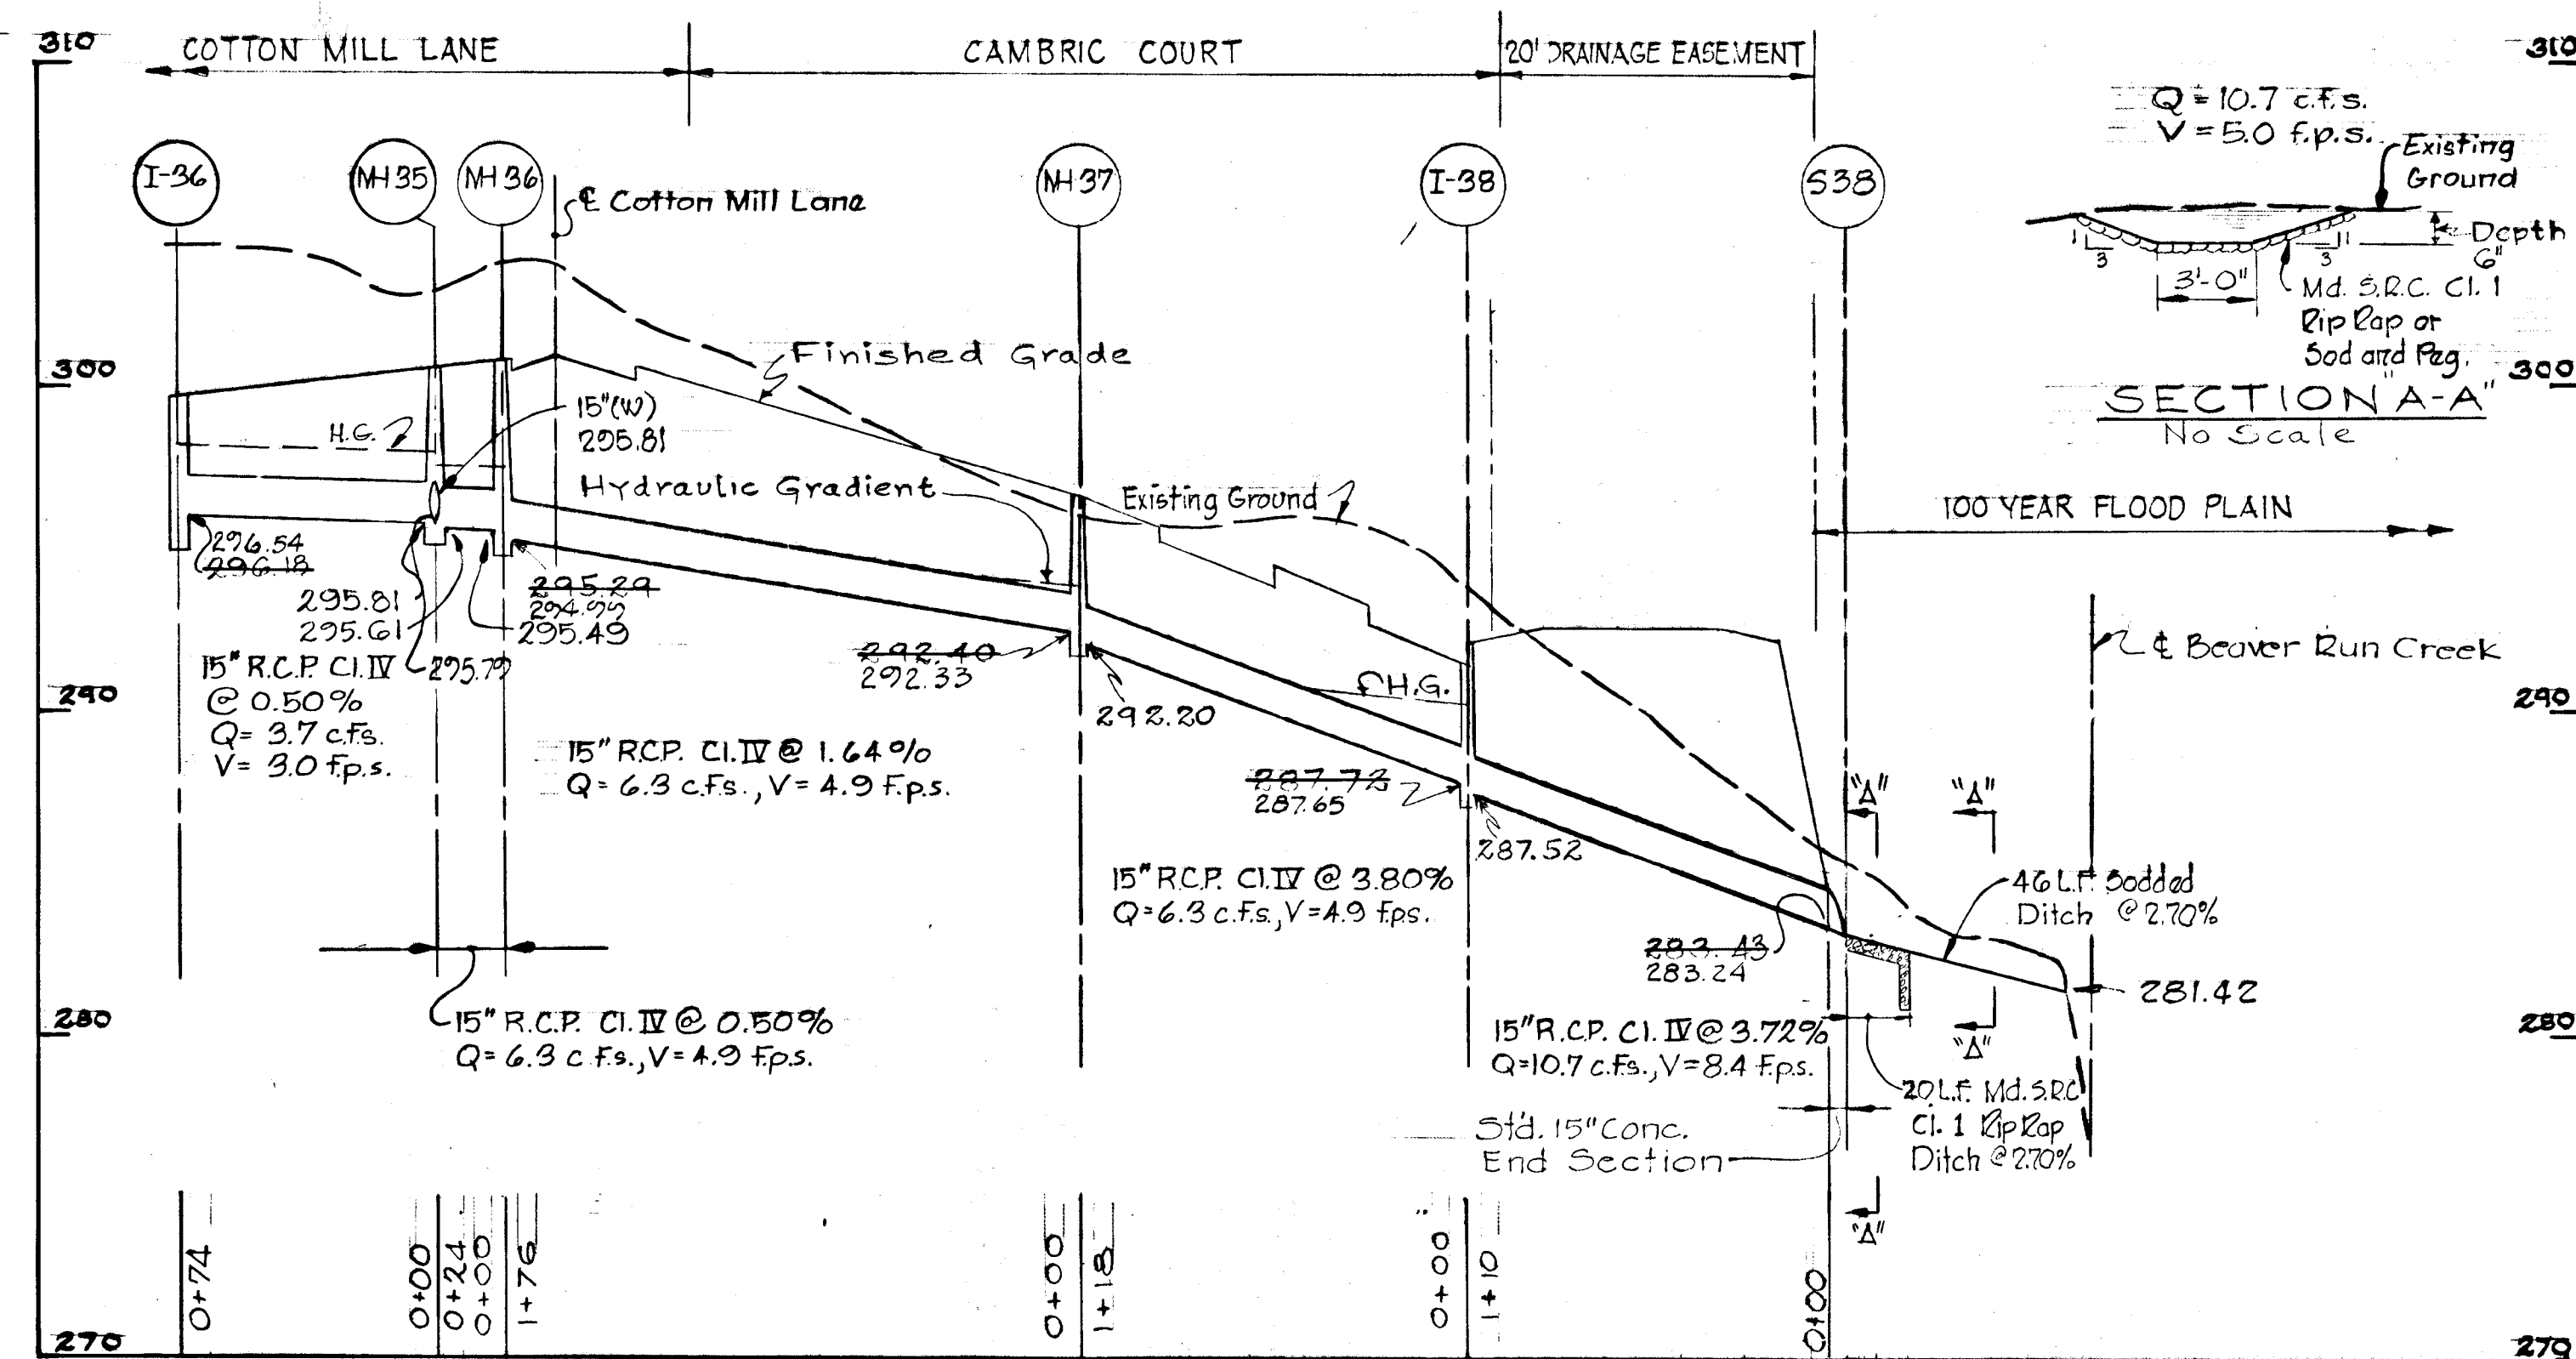 310
COTTON MILL LANE
CAMBRIC COURT
20' DRAINAGE EASEMENT
310
Q = 10.7 c.f.s.
V = 5.0 f.p.s.
Existing
Ground
Depth
6"
1
3
3'-0"
3
1
Md. S.R.C. Cl. 1
Rip Rap or
Sod and Peg.
SECTION "A-A"
No Scale
I-36
MH 35
MH 36
MH 37
I-38
S38
℄ Cotton Mill Lane
300
Finished Grade
300
H.G.
15"(W)
295.81
Hydraulic Gradient
Existing Ground
100 YEAR FLOOD PLAIN
296.54
296.18
295.81
295.61
295.79
295.29
294.99
295.49
292.40
292.33
292.20
H.G.
℄ Beaver Run Creek
290
290
15" R.C.P. Cl. IV
@ 0.50%
Q= 3.7 c.f.s.
V= 3.0 f.p.s.
15" R.C.P. Cl. IV @ 1.64%
Q= 6.3 c.f.s., V= 4.9 f.p.s.
287.72
287.65
287.52
15" R.C.P. Cl. IV @ 3.80%
Q=6.3 c.f.s., V=4.9 f.p.s.
"A"
"A"
46 L.F. Sodded
Ditch @ 2.70%
283.43
283.24
281.42
280
280
15" R.C.P. Cl. IV @ 0.50%
Q= 6.3 c.f.s., V= 4.9 f.p.s.
15" R.C.P. Cl. IV @ 3.72%
Q=10.7 c.f.s., V=8.4 f.p.s.
"A"
20 L.F. Md. S.R.C
Cl. 1 Rip Rap
Ditch @ 2.70%
Std. 15" Conc.
End Section
"A"
0+74
0+00
0+24
0+00
1+76
0+00
1+18
0+00
1+10
0+00
270
270